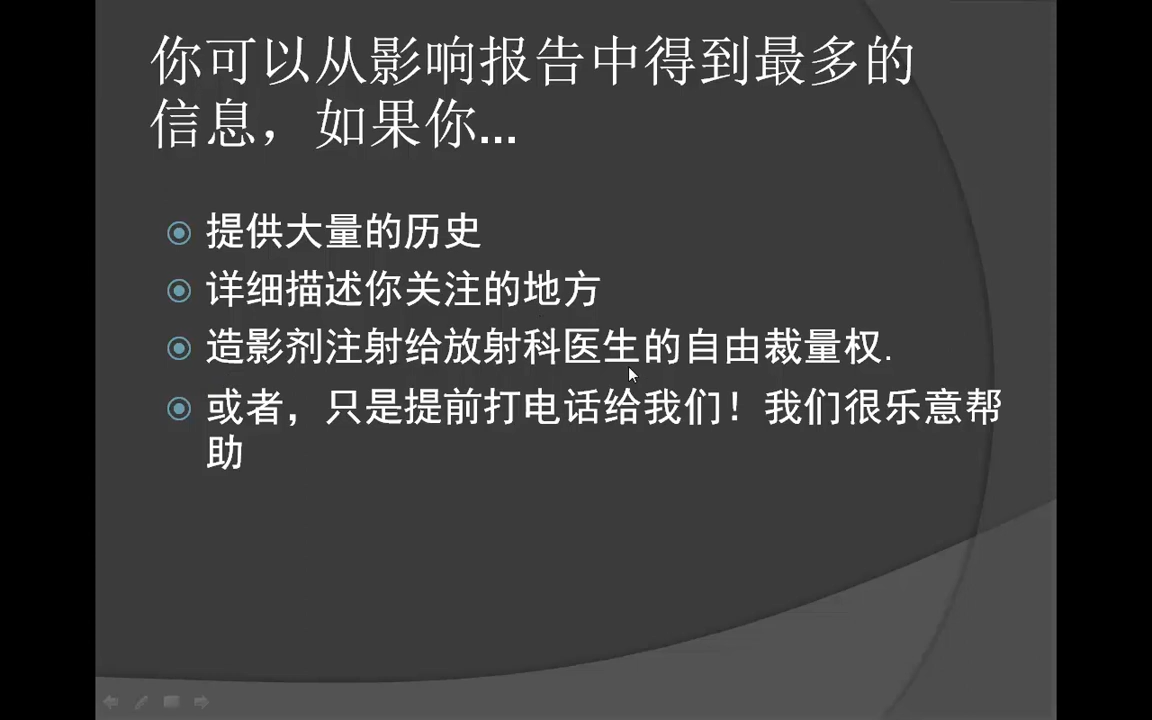 你可以从影响报告中得到最多的
信息，如果你...
提供大量的历史
详细描述你关注的地方
造影剂注射给放射科医生的自由裁量权.
或者，只是提前打电话给我们！我们很乐意帮
助